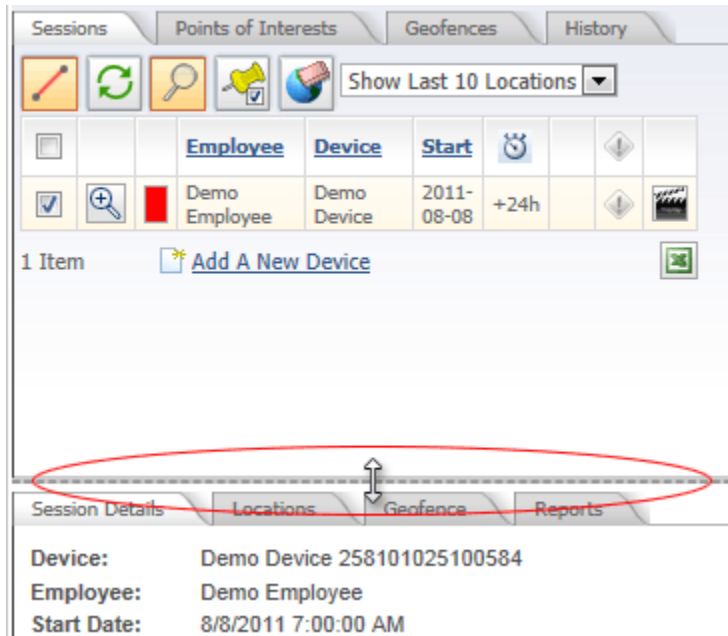 Sessions Points of Interests Geofences History
Show Last 10 Locations
Employee Device Start
Demo Employee Demo Device 2011-08-08 +24h
1 Item Add A New Device
Session Details Locations Geofence Reports
Device: Demo Device 258101025100584
Employee: Demo Employee
Start Date: 8/8/2011 7:00:00 AM